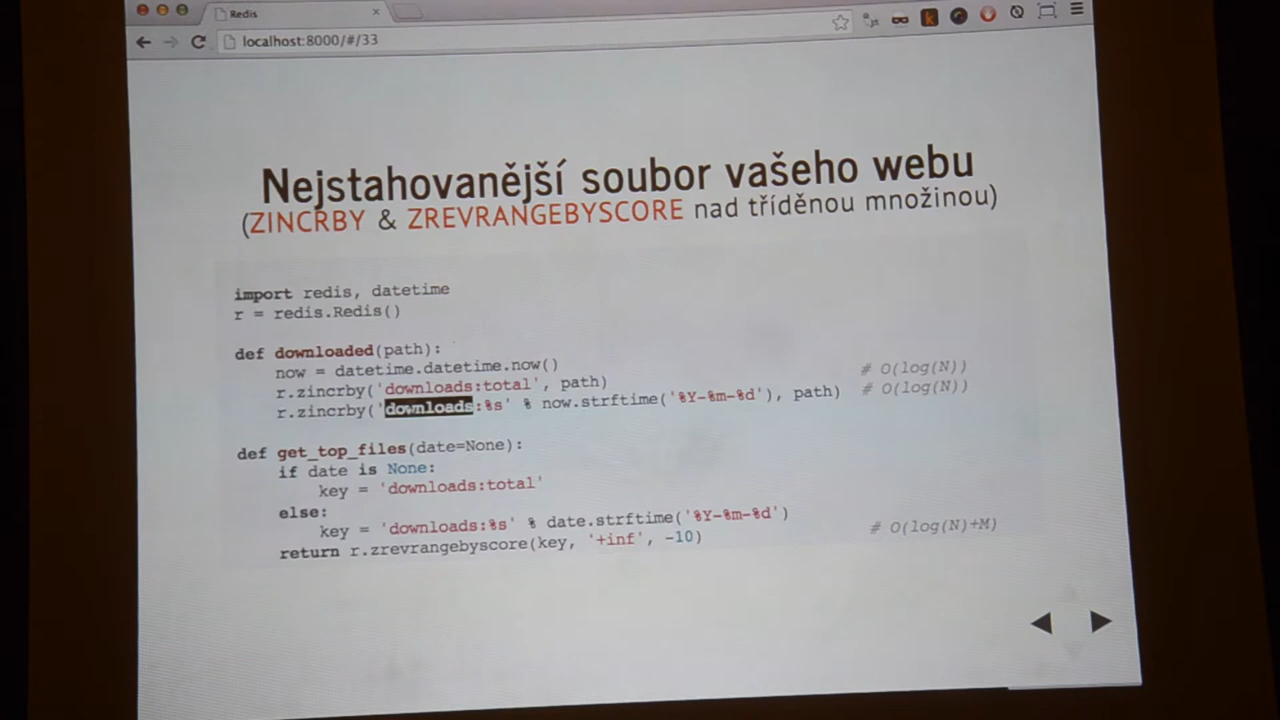 Redis
localhost:8000/#/33
Nejstahovanější soubor vašeho webu
(ZINCRBY & ZREVRANGEBYSCORE nad tříděnou množinou)
import redis, datetime
r = redis.Redis()
def downloaded(path):
now = datetime.datetime.now()
r.zincrby('downloads:total', path) # O(log(N))
r.zincrby('downloads:%s' % now.strftime('%Y-%m-%d'), path) # O(log(N))
def get_top_files(date=None):
if date is None:
key = 'downloads:total'
else:
key = 'downloads:%s' % date.strftime('%Y-%m-%d')
return r.zrevrangebyscore(key, '+inf', -10) # O(log(N)+M)